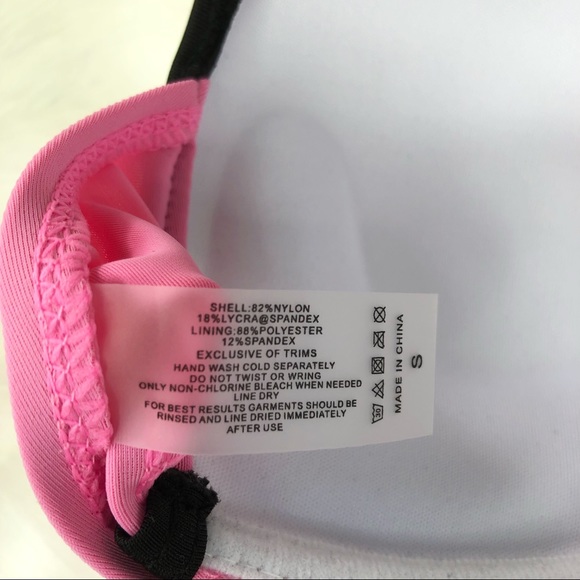 SHELL:82%NYLON
18%LYCRA@SPANDEX
LINING:88%POLYESTER
12%SPANDEX
EXCLUSIVE OF TRIMS
HAND WASH COLD SEPARATELY
DO NOT TWIST OR WRING
ONLY NON-CHLORINE BLEACH WHEN NEEDED
LINE DRY
FOR BEST RESULTS GARMENTS SHOULD BE
RINSED AND LINE DRIED IMMEDIATELY
AFTER USE
MADE IN CHINA
S